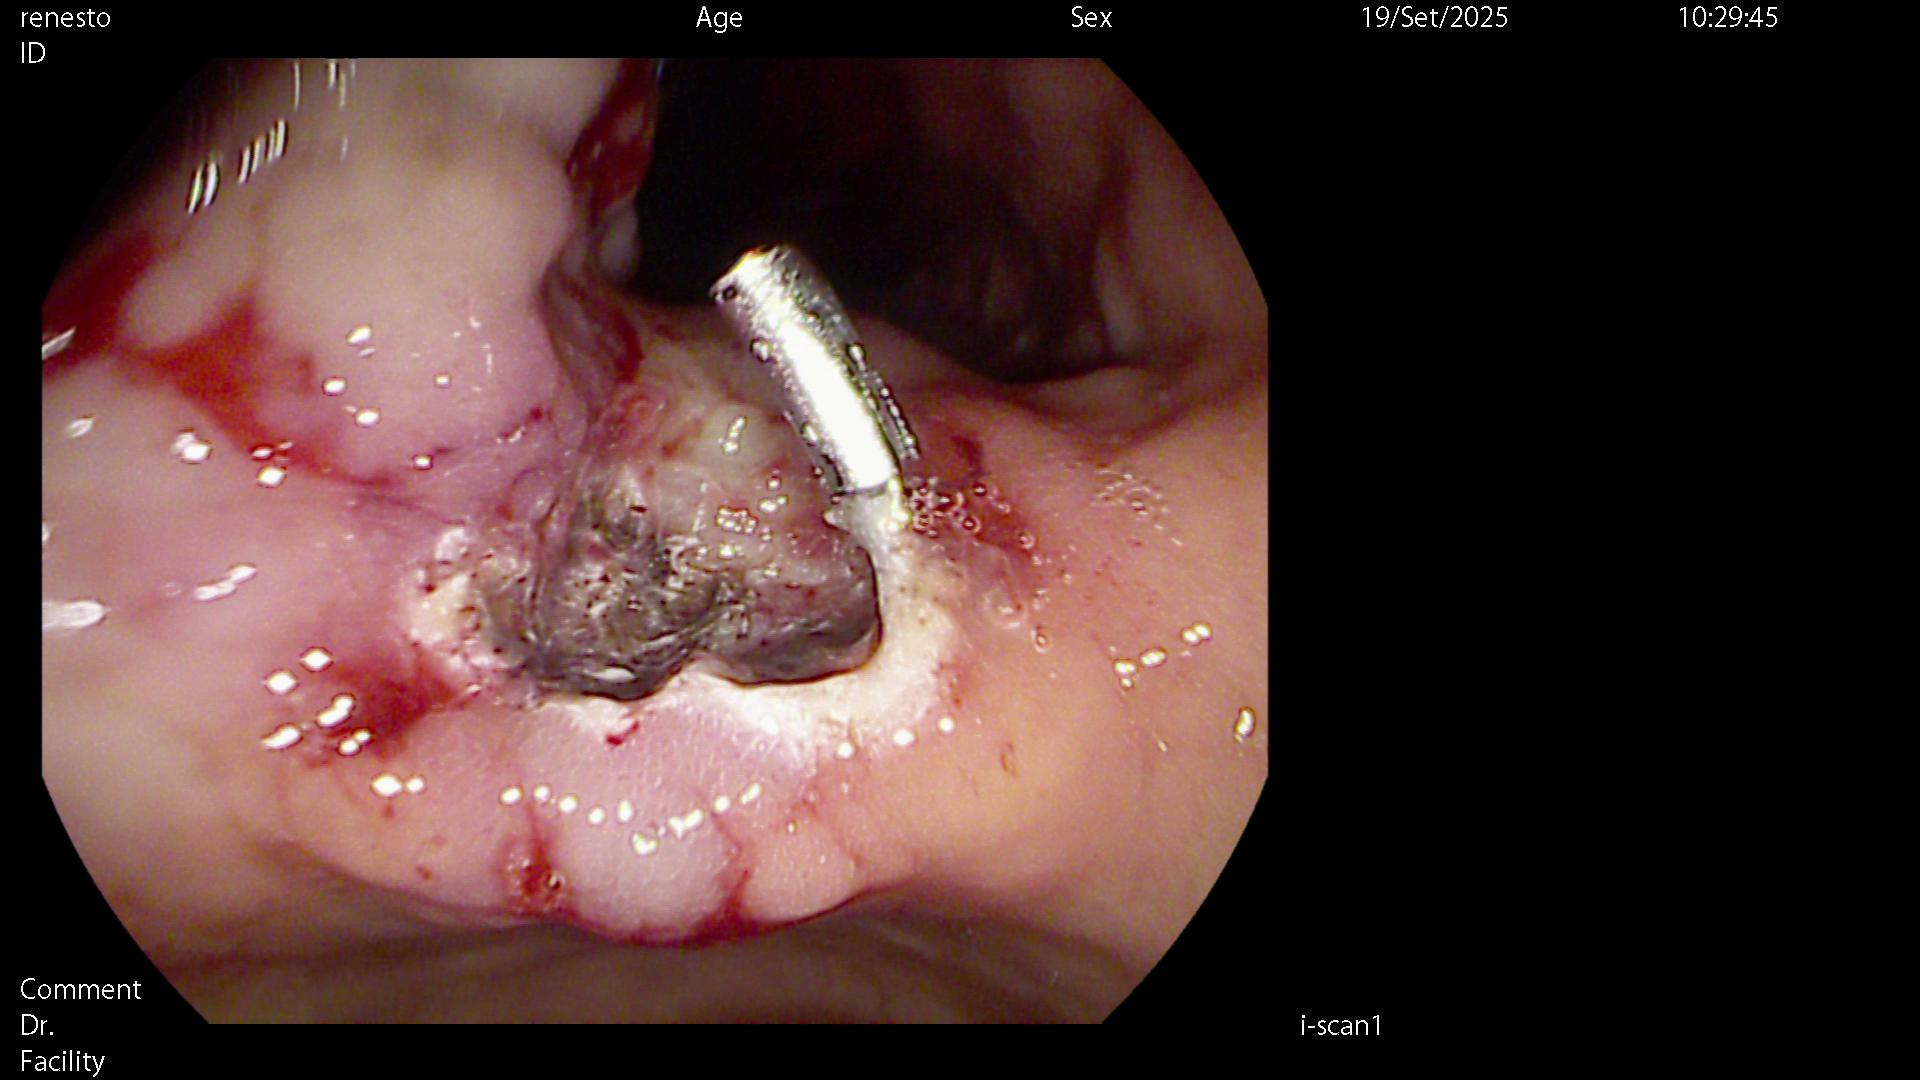 renesto Age Sex 19/Set/2025 10:29:45
ID
Comment
Dr. i-scan1
Facility